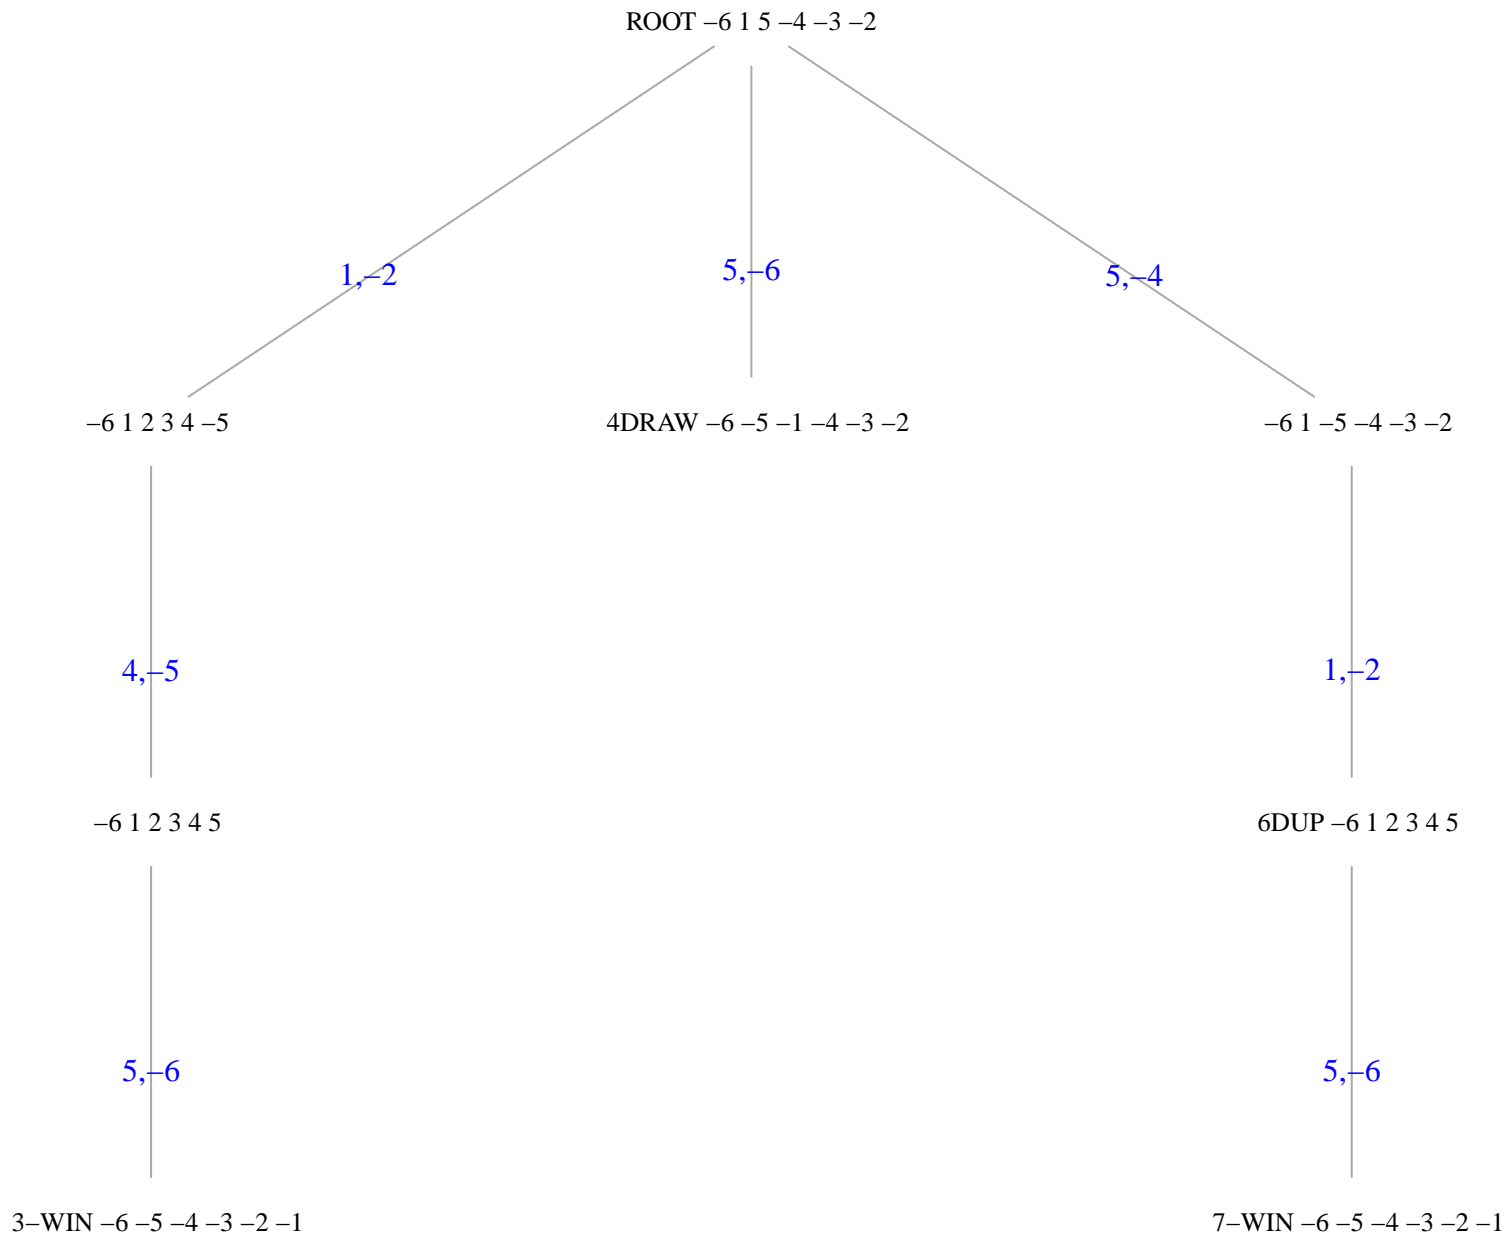 ROOT –6 1 5 –4 –3 –2
1,–2
5,–6
5,–4
–6 1 2 3 4 –5
4DRAW –6 –5 –1 –4 –3 –2
–6 1 –5 –4 –3 –2
4,–5
1,–2
–6 1 2 3 4 5
6DUP –6 1 2 3 4 5
5,–6
5,–6
3–WIN –6 –5 –4 –3 –2 –1
7–WIN –6 –5 –4 –3 –2 –1